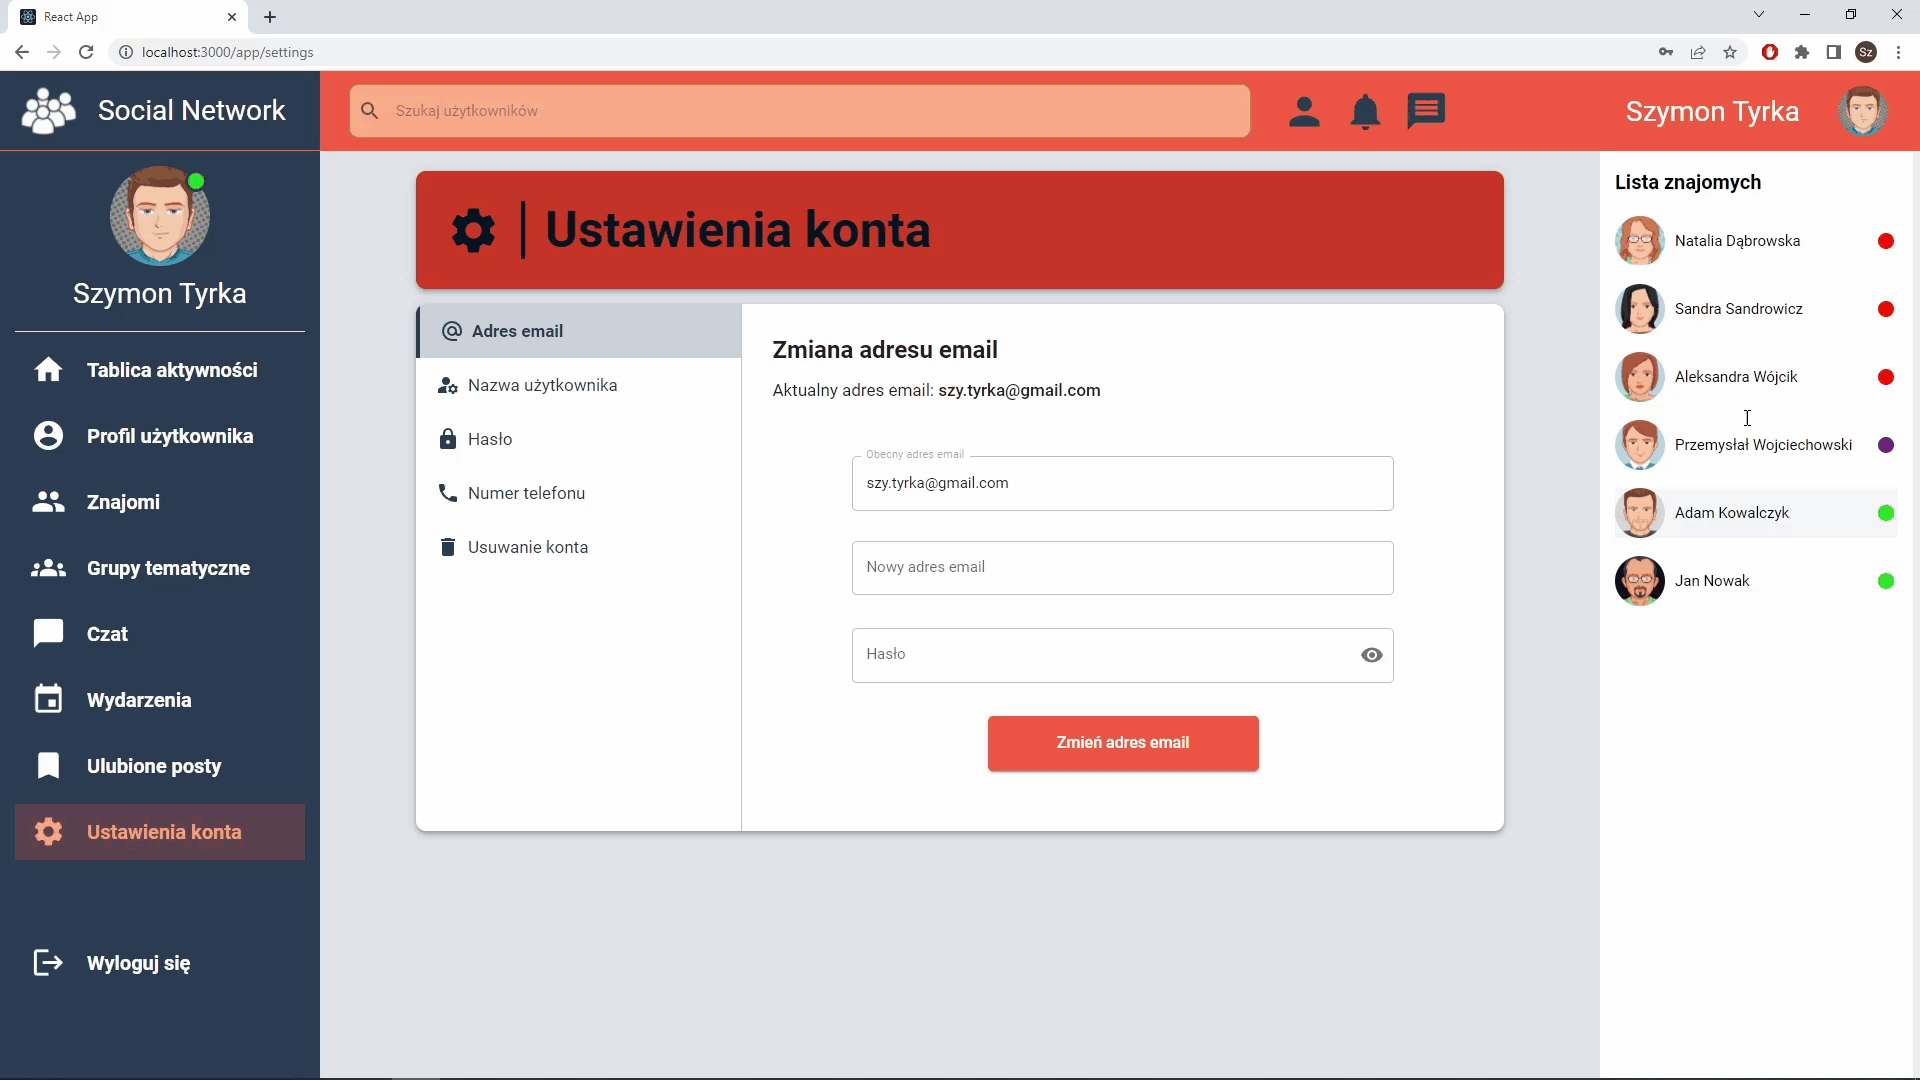 React App
localhost:3000/app/settings
Sz
Social Network
Szukaj użytkowników
Szymon Tyrka
Szymon Tyrka
Tablica aktywności
Profil użytkownika
Znajomi
Grupy tematyczne
Czat
Wydarzenia
Ulubione posty
Ustawienia konta
Wyloguj się
Ustawienia konta
Adres email
Nazwa użytkownika
Hasło
Numer telefonu
Usuwanie konta
Zmiana adresu email
Aktualny adres email: szy.tyrka@gmail.com
Obecny adres email
szy.tyrka@gmail.com
Nowy adres email
Hasło
Zmień adres email
Lista znajomych
Natalia Dąbrowska
Sandra Sandrowicz
Aleksandra Wójcik
Przemysłał Wojciechowski
Adam Kowalczyk
Jan Nowak